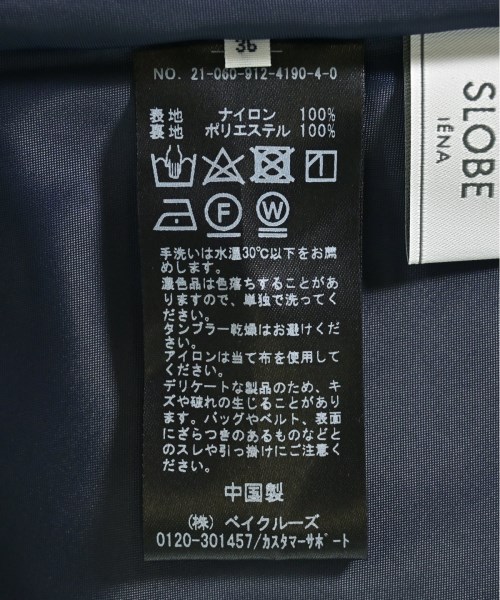 36
NO. 21-060-912-4190-4-0
表地 ナイロン 100%
裏地 ポリエステル 100%
F W
手洗いは水温30℃以下をお薦
めします。
濃色品は色落ちすることがあ
りますので、単独で洗ってく
ださい。
タンブラー乾燥はお避けくだ
さい。
アイロンは当て布を使用して
ください。
デリケートな製品のため、キ
ズや破れの生じることがあり
ます。バッグやベルト、表面
にざらつきのあるものなどと
のスレや引っ掛けにご注意く
ださい。
中国製
(株) ベイクルーズ
0120-301457/カスタマーサポート
SLOBE
IÉNA